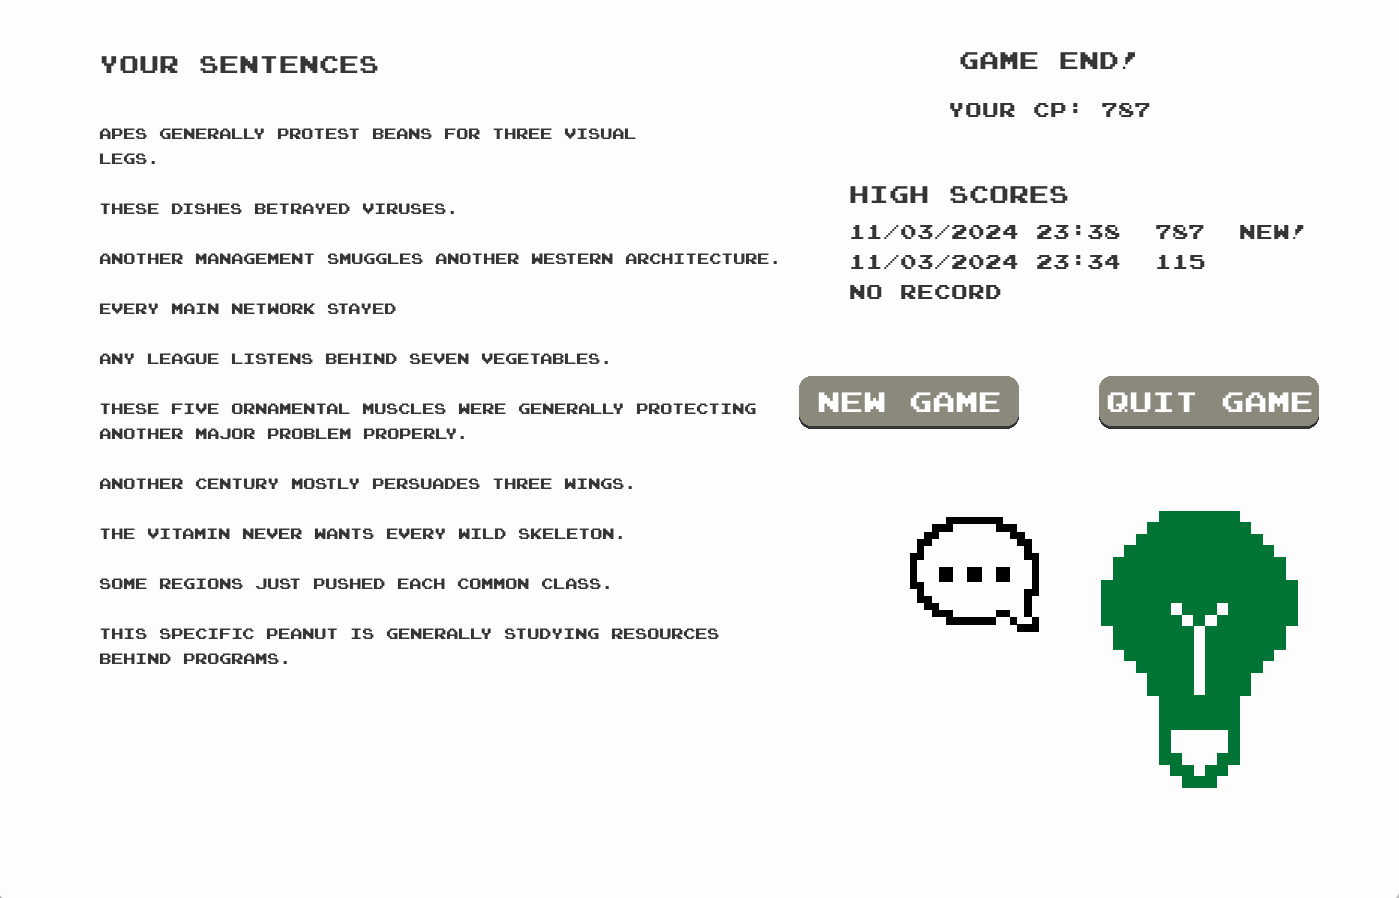 YOUR SENTENCES
APES GENERALLY PROTEST BEANS FOR THREE VISUAL
LEGS.
THESE DISHES BETRAYED VIRUSES.
ANOTHER MANAGEMENT SMUGGLES ANOTHER WESTERN ARCHITECTURE.
EVERY MAIN NETWORK STAYED
ANY LEAGUE LISTENS BEHIND SEVEN VEGETABLES.
THESE FIVE ORNAMENTAL MUSCLES WERE GENERALLY PROTECTING
ANOTHER MAJOR PROBLEM PROPERLY.
ANOTHER CENTURY MOSTLY PERSUADES THREE WINGS.
THE VITAMIN NEVER WANTS EVERY WILD SKELETON.
SOME REGIONS JUST PUSHED EACH COMMON CLASS.
THIS SPECIFIC PEANUT IS GENERALLY STUDYING RESOURCES
BEHIND PROGRAMS.
GAME END!
YOUR CP: 787
HIGH SCORES
11/03/2024 23:38 787 NEW!
11/03/2024 23:34 115
NO RECORD
NEW GAME
QUIT GAME